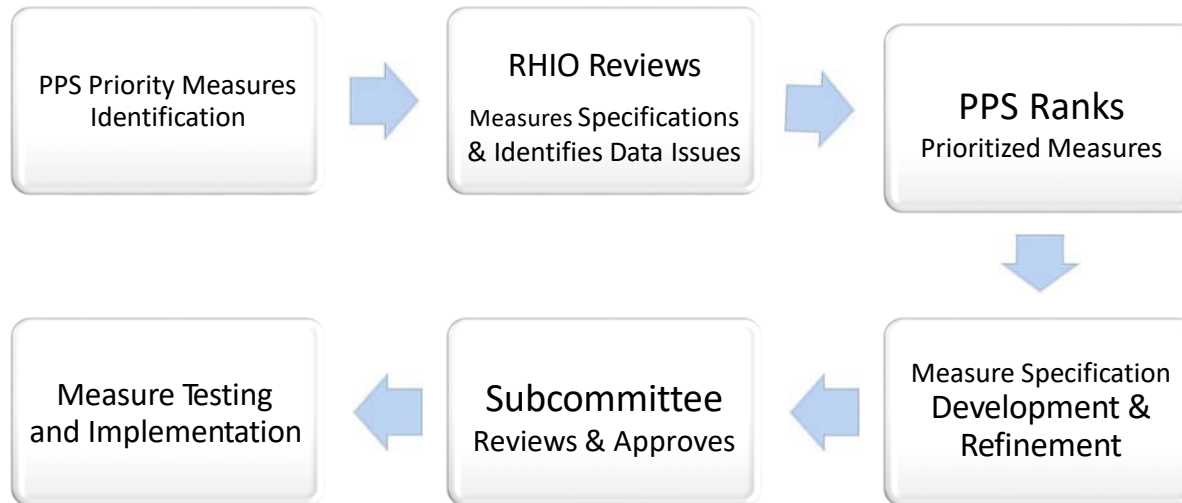 PPS Priority Measures
Identification
RHIO Reviews
Measures Specifications
& Identifies Data Issues
PPS Ranks
Prioritized Measures
Measure Specification
Development &
Refinement
Subcommittee
Reviews & Approves
Measure Testing
and Implementation